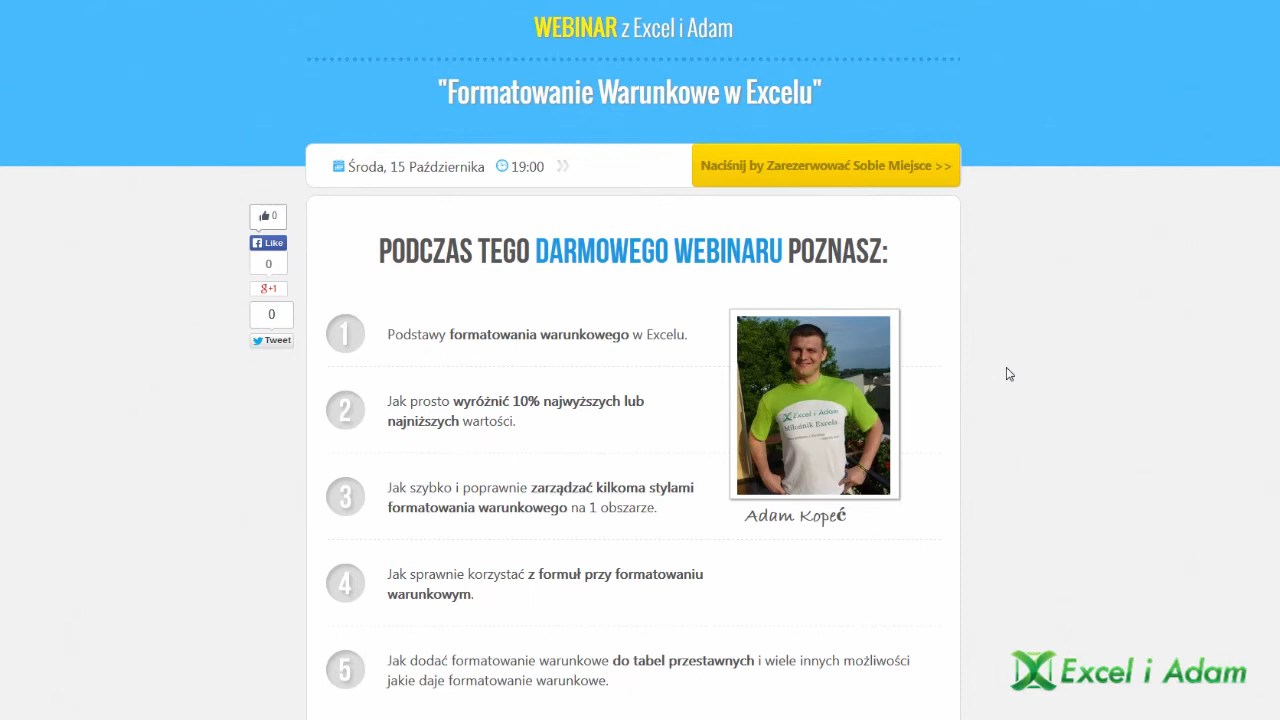 WEBINAR z Excel i Adam
"Formatowanie Warunkowe w Excelu"
Środa, 15 Października 19:00
Naciśnij by Zarezerwować Sobie Miejsce >>
0
Like
0
g+1
0
Tweet
PODCZAS TEGO DARMOWEGO WEBINARU POZNASZ:
1
Podstawy formatowania warunkowego w Excelu.
2
Jak prosto wyróżnić 10% najwyższych lub
najniższych wartości.
3
Jak szybko i poprawnie zarządzać kilkoma stylami
formatowania warunkowego na 1 obszarze.
Excel i Adam
Miłośnik Excela
Adam Kopeć
4
Jak sprawnie korzystać z formuł przy formatowaniu
warunkowym.
5
Jak dodać formatowanie warunkowe do tabel przestawnych i wiele innych możliwości
jakie daje formatowanie warunkowe.
Excel i Adam